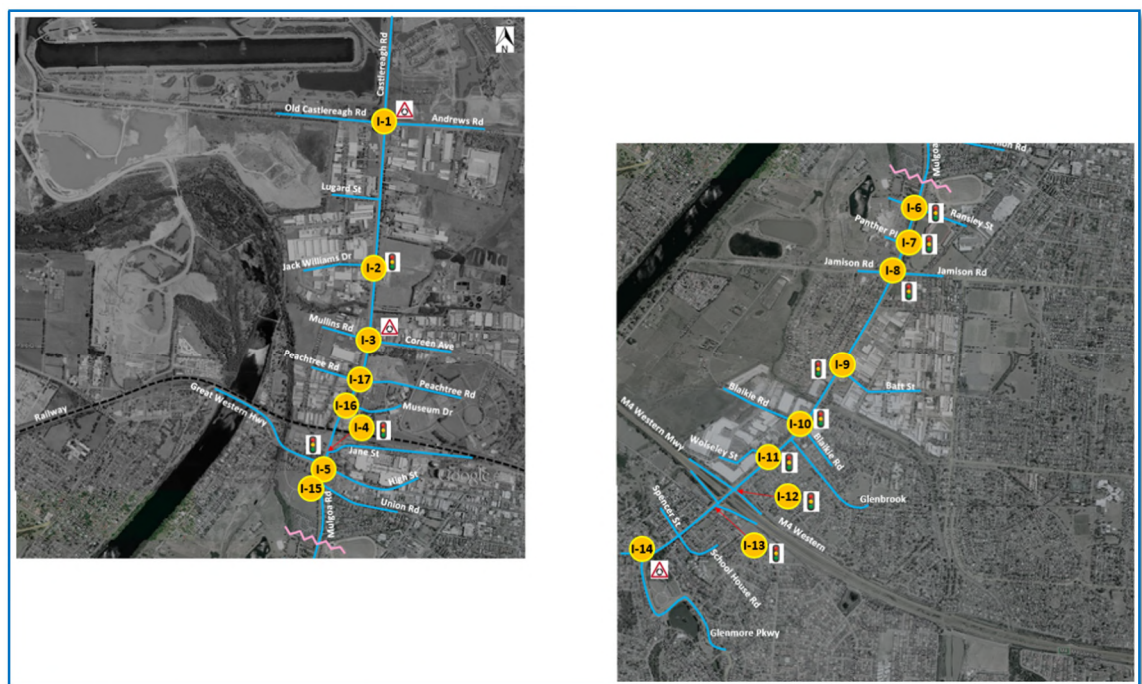 N
Castlereagh Rd
Old Castlereagh Rd
I-1
Andrews Rd
Lugard St
Jack Williams Dr
I-2
Mullins Rd
I-3
Coreen Ave
Peachtree Rd
I-17
Peachtree Rd
I-16
Museum Dr
Railway
Great Western Hwy
I-4
Jane St
I-5
High St
Google
I-15
Union Rd
Mulgoa Rd
Mulgoa
nion Rd
I-6
Ransley St
Panther Pl
I-7
Jamison Rd
I-8
Jamison Rd
I-9
Batt St
Blaikie Rd
I-10
M4 Western Mwy
Wolseley St
Blaikie Rd
I-11
I-12
Glenbrook
Spencer St
M4 Western
I-13
I-14
School House Rd
Glenmore Pkwy